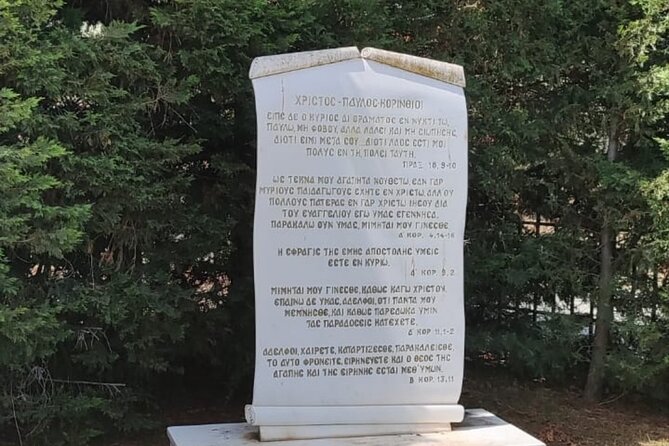 ΧΡΙΣΤΟΣ-ΠΑΥΛΟΣ-ΚΟΡΙΝΘΙΟΙ
ΕΙΠΕ ΔΕ Ο ΚΥΡΙΟΣ ΔΙ ΟΡΑΜΑΤΟΣ ΕΝ ΝΥΚΤΙ ΤΩ
ΠΑΥΛΩ, ΜΗ ΦΟΒΟΥ, ΑΛΛΑ ΛΑΛΕΙ ΚΑΙ ΜΗ ΣΙΩΠΗΣΗΣ,
ΔΙΟΤΙ ΕΙΜΙ ΜΕΤΑ ΣΟΥ ΔΙΟΤΙ ΛΑΟΣ ΕΣΤΙ ΜΟΙ
ΠΟΛΥΣ ΕΝ ΤΗ ΠΟΛΕΙ ΤΑΥΤΗ.
ΠΡΑΞ 18, 9-10
ΩΣ ΤΕΚΝΑ ΜΟΥ ΑΓΑΠΗΤΑ ΝΟΥΘΕΤΩ ΕΑΝ ΓΑΡ
ΜΥΡΙΟΥΣ ΠΑΙΔΑΓΩΓΟΥΣ ΕΧΗΤΕ ΕΝ ΧΡΙΣΤΩ, ΑΛΛ ΟΥ
ΠΟΛΛΟΥΣ ΠΑΤΕΡΑΣ ΕΝ ΓΑΡ ΧΡΙΣΤΩ ΙΗΣΟΥ ΔΙΑ
ΤΟΥ ΕΥΑΓΓΕΛΙΟΥ ΕΓΩ ΥΜΑΣ ΕΓΕΝΝΗΣΑ.
ΠΑΡΑΚΑΛΩ ΟΥΝ ΥΜΑΣ, ΜΙΜΗΤΑΙ ΜΟΥ ΓΙΝΕΣΘΕ
Α ΚΟΡ. 4,14-16
Η ΣΦΡΑΓΙΣ ΤΗΣ ΕΜΗΣ ΑΠΟΣΤΟΛΗΣ ΥΜΕΙΣ
ΕΣΤΕ ΕΝ ΚΥΡΙΩ.
Α ΚΟΡ 9,2
ΜΙΜΗΤΑΙ ΜΟΥ ΓΙΝΕΣΘΕ, ΚΑΘΩΣ ΚΑΓΩ ΧΡΙΣΤΟΥ.
ΕΠΑΙΝΩ ΔΕ ΥΜΑΣ, ΑΔΕΛΦΟΙ, ΟΤΙ ΠΑΝΤΑ ΜΟΥ
ΜΕΜΝΗΣΘΕ, ΚΑΙ ΚΑΘΩΣ ΠΑΡΕΔΩΚΑ ΥΜΙΝ
ΤΑΣ ΠΑΡΑΔΟΣΕΙΣ ΚΑΤΕΧΕΤΕ.
Α ΚΟΡ 11,1-2
ΑΔΕΛΦΟΙ, ΧΑΙΡΕΤΕ, ΚΑΤΑΡΤΙΖΕΣΘΕ, ΠΑΡΑΚΑΛΕΙΣΘΕ
ΤΟ ΑΥΤΟ ΦΡΟΝΕΙΤΕ, ΕΙΡΗΝΕΥΕΤΕ ΚΑΙ Ο ΘΕΟΣ ΤΗΣ
ΑΓΑΠΗΣ ΚΑΙ ΤΗΣ ΕΙΡΗΝΗΣ ΕΣΤΑΙ ΜΕΘ'ΥΜΩΝ.
Β ΚΟΡ. 13,11